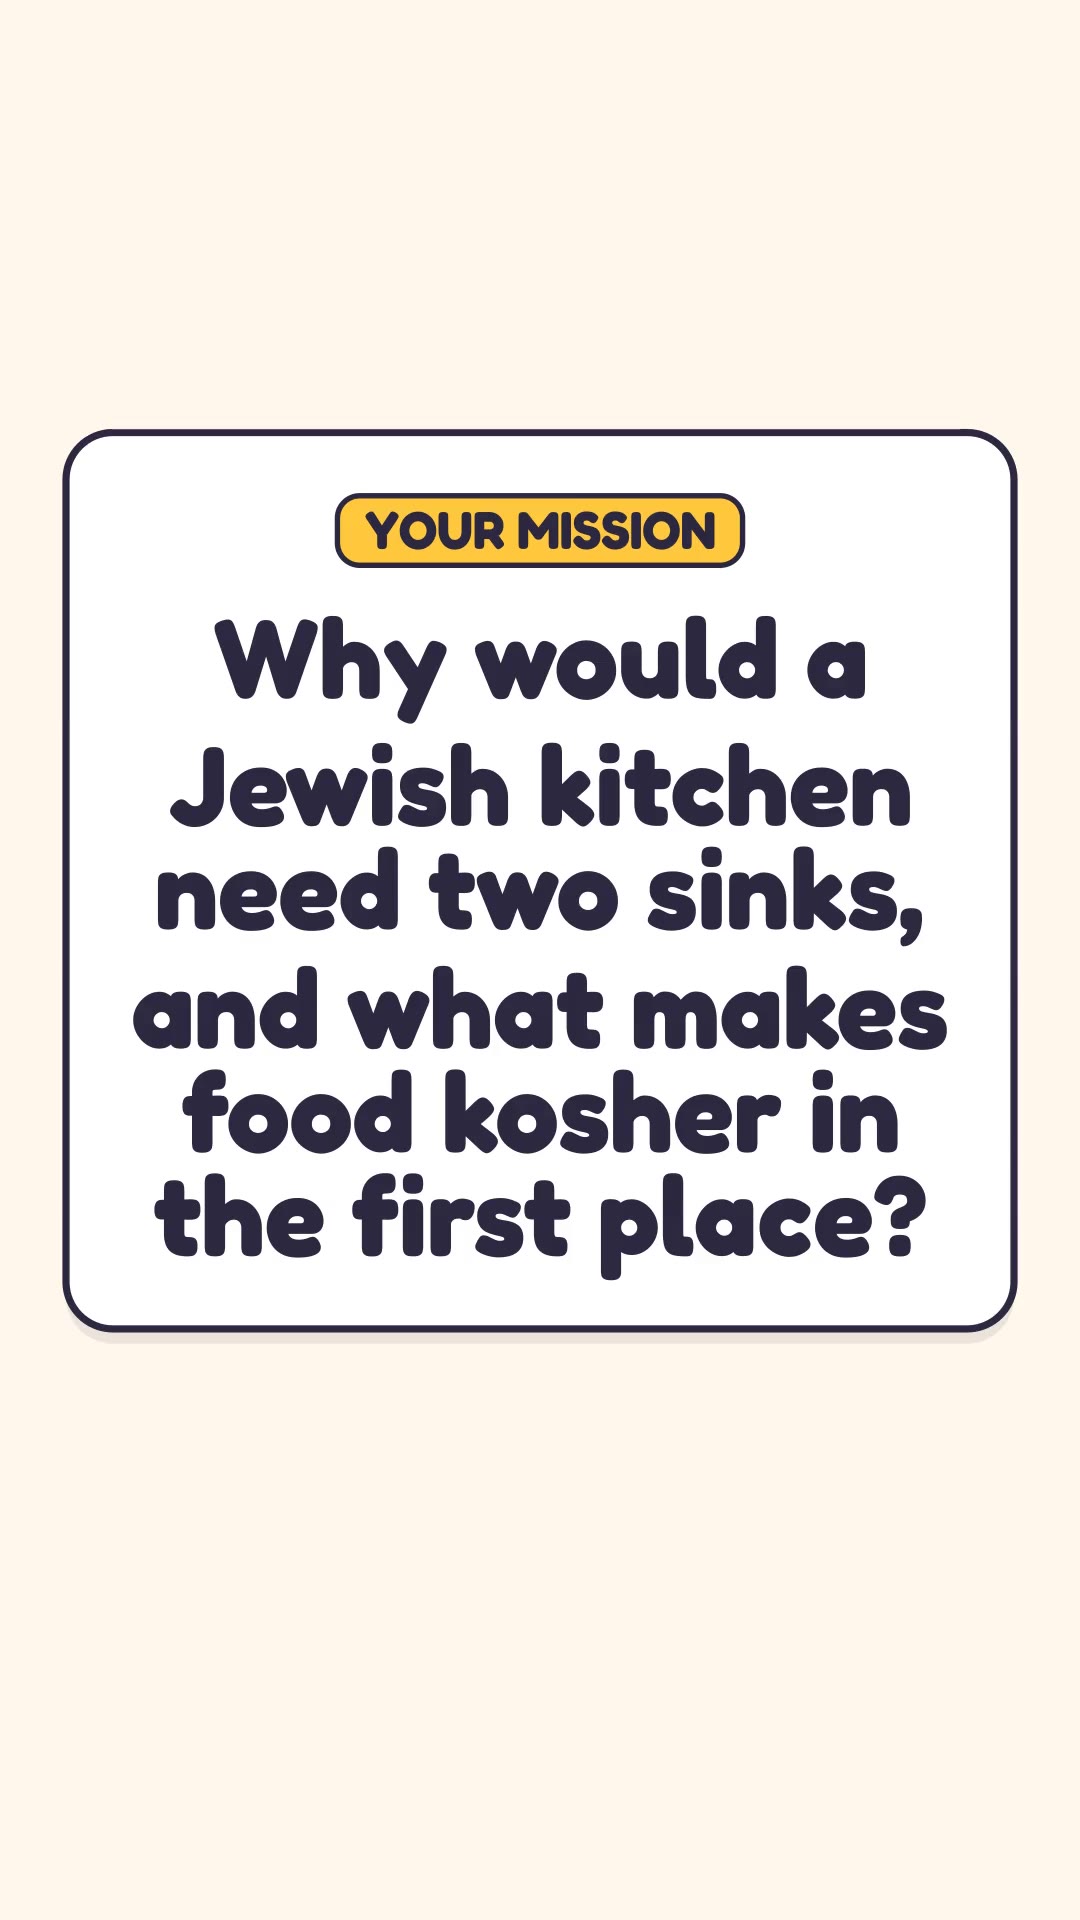 YOUR MISSION
Why would a
Jewish kitchen
need two sinks,
and what makes
food kosher in
the first place?